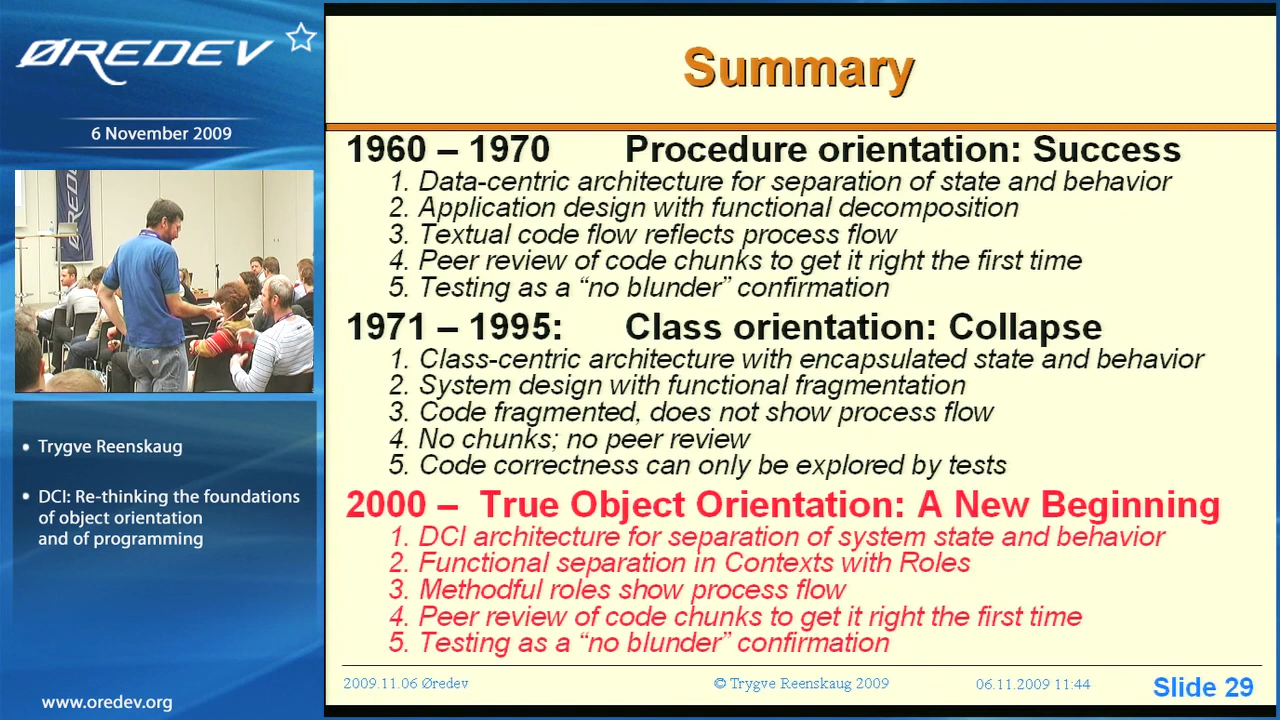 ØREDEV
6 November 2009
ØREDEV
• Trygve Reenskaug
• DCI: Re-thinking the foundations
of object orientation
and of programming
www.oredev.org
Summary
1960 – 1970 Procedure orientation: Success
1. Data-centric architecture for separation of state and behavior
2. Application design with functional decomposition
3. Textual code flow reflects process flow
4. Peer review of code chunks to get it right the first time
5. Testing as a “no blunder” confirmation
1971 – 1995: Class orientation: Collapse
1. Class-centric architecture with encapsulated state and behavior
2. System design with functional fragmentation
3. Code fragmented, does not show process flow
4. No chunks; no peer review
5. Code correctness can only be explored by tests
2000 – True Object Orientation: A New Beginning
1. DCI architecture for separation of system state and behavior
2. Functional separation in Contexts with Roles
3. Methodful roles show process flow
4. Peer review of code chunks to get it right the first time
5. Testing as a “no blunder” confirmation
2009.11.06 Øredev © Trygve Reenskaug 2009 06.11.2009 11:44 Slide 29